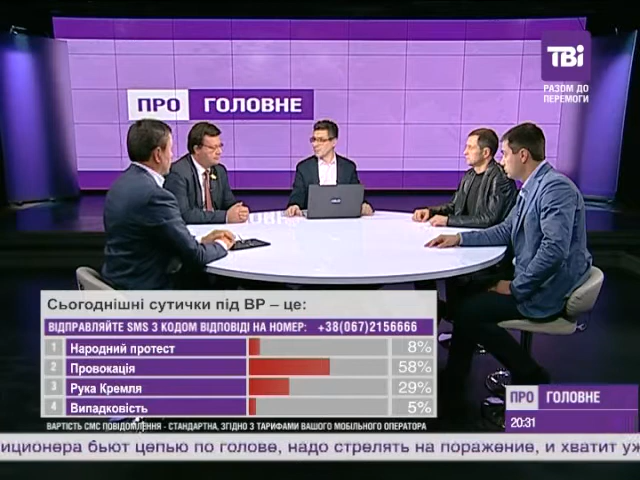 ТВі
РАЗОМ ДО
ПЕРЕМОГИ
ПРО ГОЛОВНЕ
Сьогоднішні сутички під ВР – це:
ВІДПРАВЛЯЙТЕ SMS З КОДОМ ВІДПОВІДІ НА НОМЕР: +38(067)2156666
1 Народний протест 8%
2 Провокація 58%
3 Рука Кремля 29%
4 Випадковість 5%
ВАРТІСТЬ СМС ПОВІДОМЛЕННЯ - СТАНДАРТНА, ЗГІДНО З ТАРИФАМИ ВАШОГО МОБІЛЬНОГО ОПЕРАТОРА
ПРО ГОЛОВНЕ
20:31
иционера бьют цепью по голове, надо стрелять на поражение, и хватит уж